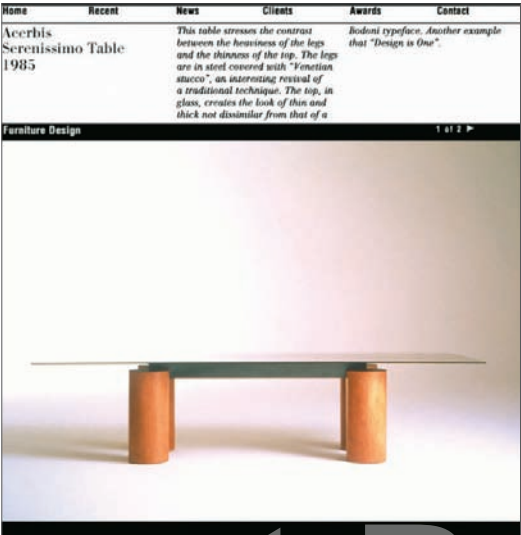 Home Recent News Clients Awards Contact
Acerbis
Serenissimo Table
1985
This table stresses the contrast
between the heaviness of the legs
and the thinness of the top. The legs
are in steel covered with "Venetian
stucco", an interesting revival of
a traditional technique. The top, in
glass, creates the look of thin and
thick not dissimilar from that of a
Bodoni typeface. Another example
that "Design is One".
Furniture Design 1 of 2